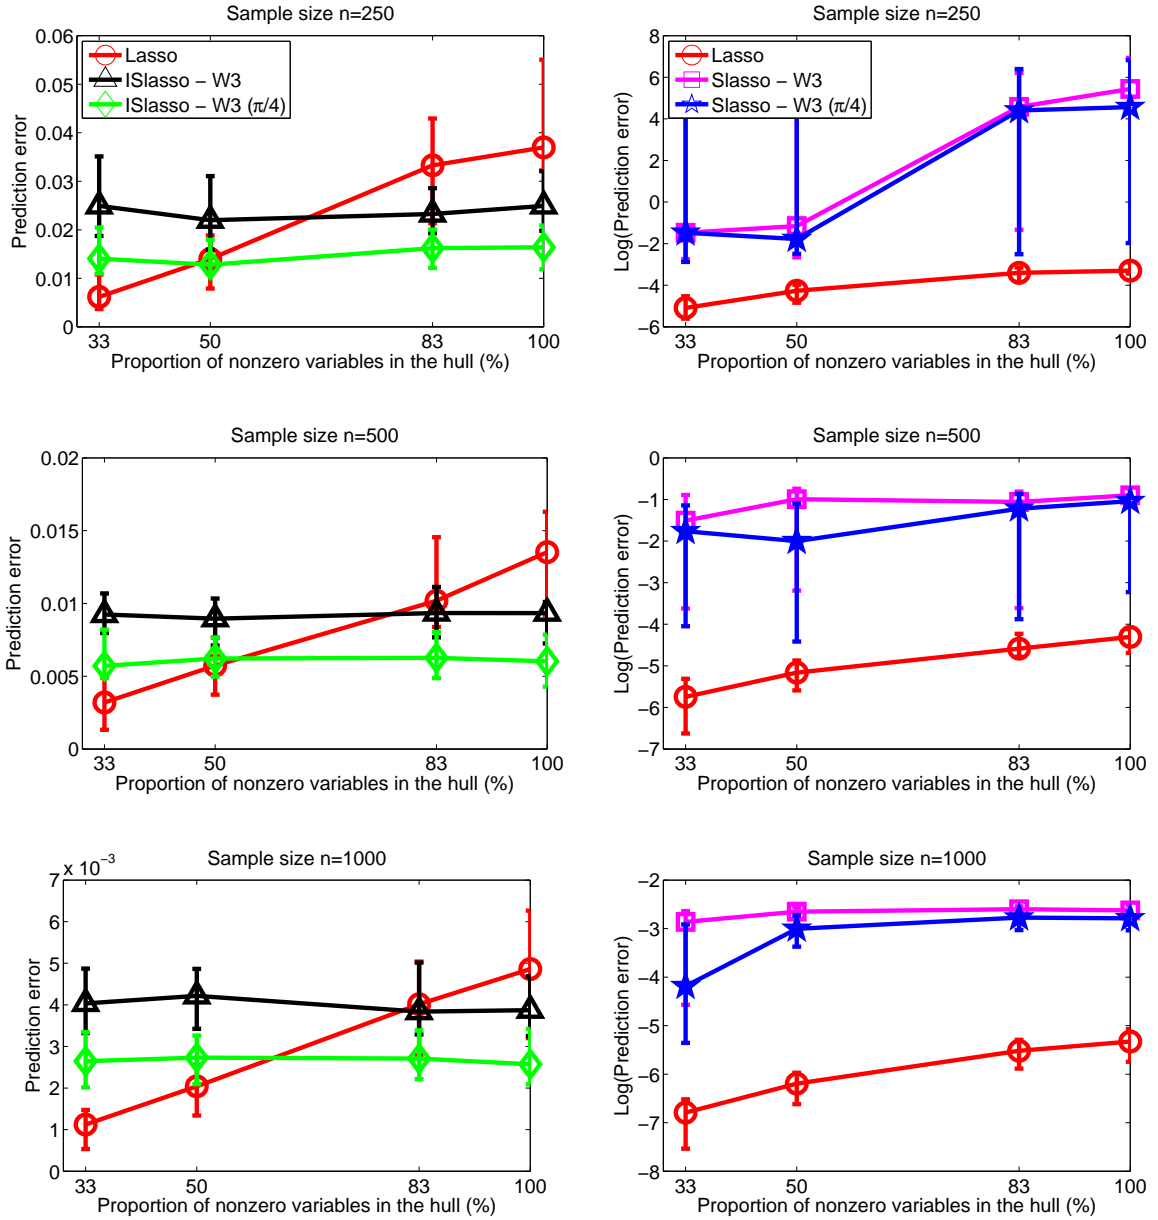 Sample size n=250
0.06
0.05
0.04
0.03
0.02
0.01
0
Prediction error
Lasso
ISlasso − W3
ISlasso − W3 (π/4)
33
50
83
100
Proportion of nonzero variables in the hull (%)
Sample size n=250
8
6
4
2
0
−2
−4
−6
Log(Prediction error)
Lasso
Slasso − W3
Slasso − W3 (π/4)
33
50
83
100
Proportion of nonzero variables in the hull (%)
Sample size n=500
0.02
0.015
0.01
0.005
0
Prediction error
33
50
83
100
Proportion of nonzero variables in the hull (%)
Sample size n=500
0
−1
−2
−3
−4
−5
−6
−7
Log(Prediction error)
33
50
83
100
Proportion of nonzero variables in the hull (%)
Sample size n=1000
x 10⁻³
7
6
5
4
3
2
1
0
Prediction error
33
50
83
100
Proportion of nonzero variables in the hull (%)
Sample size n=1000
−2
−3
−4
−5
−6
−7
−8
Log(Prediction error)
33
50
83
100
Proportion of nonzero variables in the hull (%)